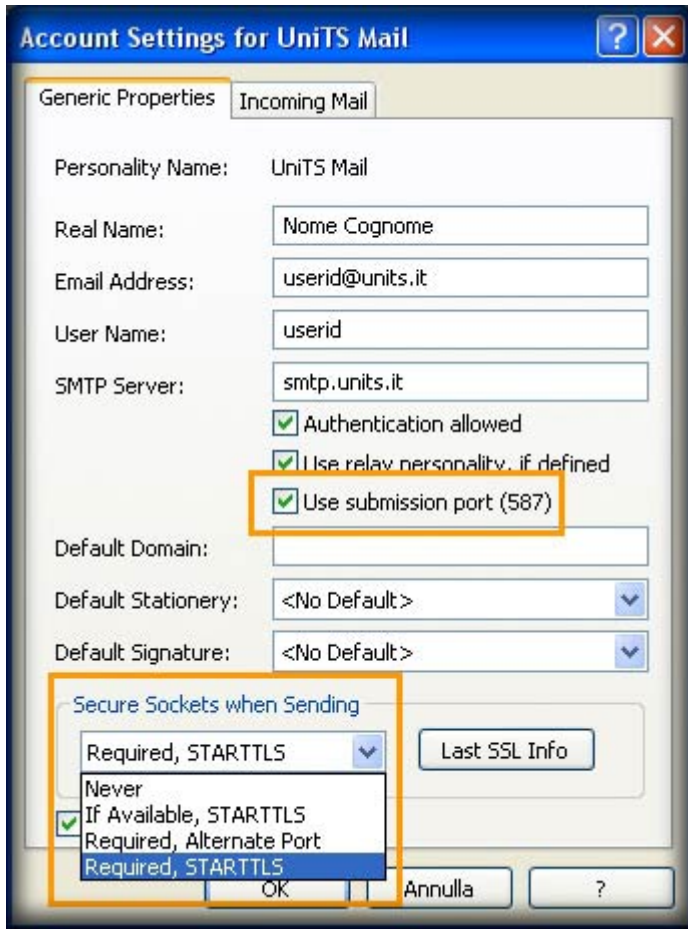 Account Settings for UniTS Mail
Generic Properties
Incoming Mail
Personality Name: UniTS Mail
Real Name: Nome Cognome
Email Address: userid@units.it
User Name: userid
SMTP Server: smtp.units.it
Authentication allowed
Use relay personality, if defined
Use submission port (587)
Default Domain:
Default Stationery: <No Default>
Default Signature: <No Default>
Secure Sockets when Sending
Required, STARTTLS
Last SSL Info
Never
If Available, STARTTLS
Required, Alternate Port
Required, STARTTLS
OK
Annulla
?